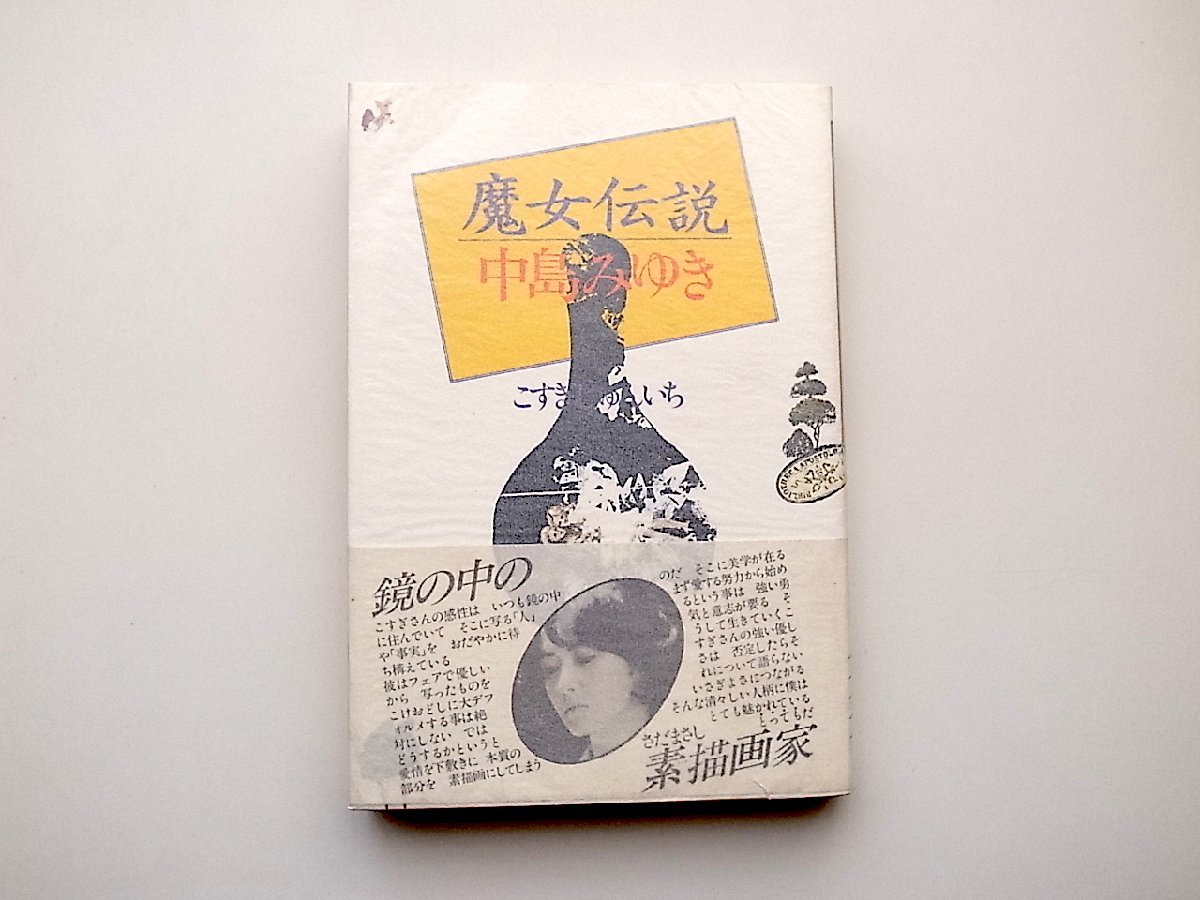 魔女伝説
中島みゆき
こすぎ ゅんいち
鏡の中の
こすぎさんの感性は いつも鏡の中
に住んでいて そこに写る「人」
や「事実」を おだやかに待
ち構えている
彼はフェアで優しい
から 写ったものを
こけおどしに大デフ
ォルメする事は絶
対にしない では
どうするかというと
愛情を下敷きに 本質の
部分を 素描画にしてしまう
のだ そこに美学が在る
まず愛する努力から始め
るという事は 強い勇
気と意志が要る そ
うして生きていくこ
すぎさんの強い優し
さは 否定したらそ
れについて語らない
いさぎよさにつながる
そんな清々しい人柄に僕は
とても魅かれている
とってもだ
さだまさし
素描画家